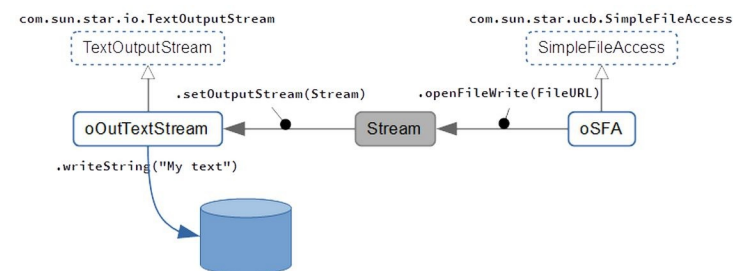 com.sun.star.io.TextOutputStream
com.sun.star.ucb.SimpleFileAccess
TextOutputStream
SimpleFileAccess
.setOutputStream(Stream)
.openFileWrite(FileURL)
oOutTextStream
Stream
oSFA
.writeString("My text")